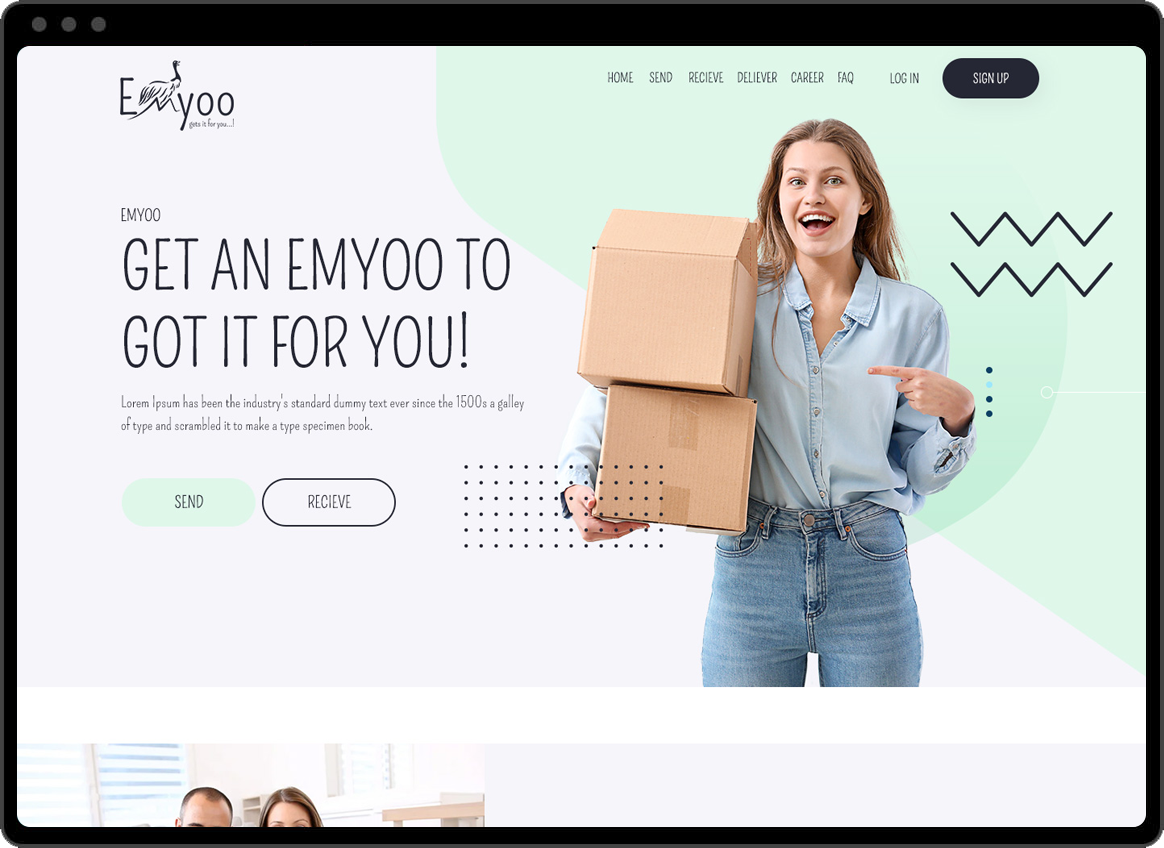 Emyoo
gets it for you...!
HOME SEND RECIEVE DELIEVER CAREER FAQ LOG IN SIGN UP
EMYOO
GET AN EMYOO TO
GOT IT FOR YOU!
Lorem Ipsum has been the industry's standard dummy text ever since the 1500s a galley
of type and scrambled it to make a type specimen book.
SEND RECIEVE